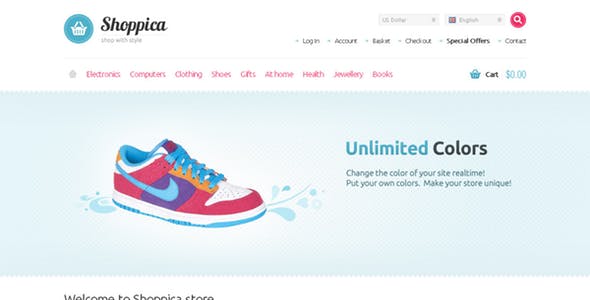 Shoppica
shop with style
US Dollar
English
Log In Account Basket Checkout Special Offers Contact
Electronics Computers Clothing Shoes Gifts At home Health Jewellery Books
Cart $0.00
Unlimited Colors
Change the color of your site realtime!
Put your own colors. Make your store unique!
Welcome to Shoppica store